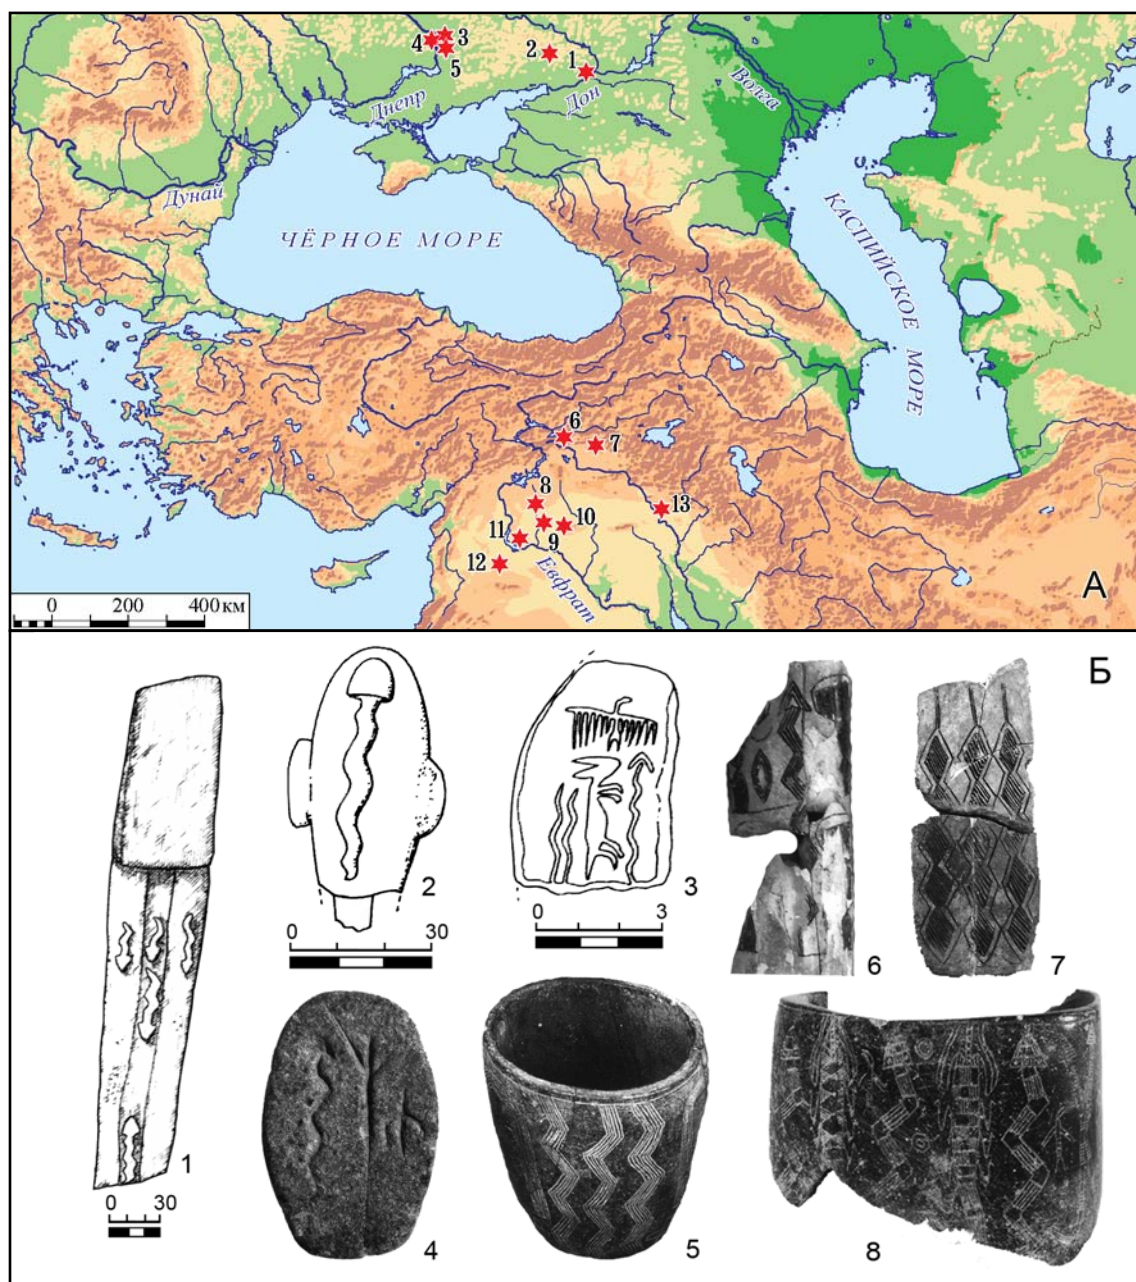 4
3
5
2
1
Днепр
Дон
Волга
Дунай
ЧЁРНОЕ МОРЕ
КАСПИЙСКОЕ МОРЕ
6
7
8
9
10
11
12
13
Евфрат
0 200 400 км
А
Б
1
0 30
2
0 30
3
0 3
4
5
6
7
8